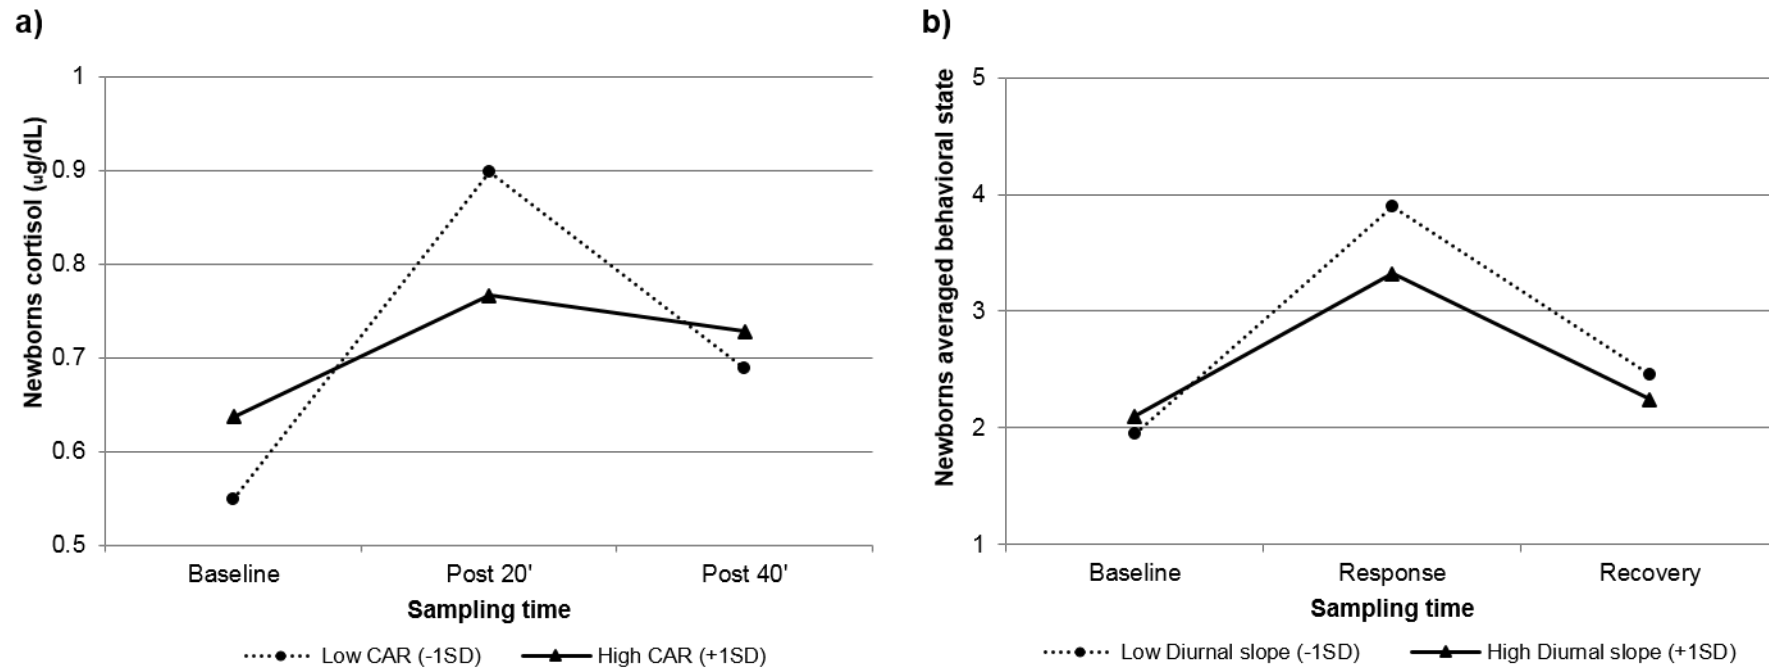 a)
Newborns cortisol (ug/dL)
1
0.9
0.8
0.7
0.6
0.5
Baseline
Post 20'
Post 40'
Sampling time
Low CAR (-1SD)
High CAR (+1SD)
b)
Newborns averaged behavioral state
5
4
3
2
1
Baseline
Response
Recovery
Sampling time
Low Diurnal slope (-1SD)
High Diurnal slope (+1SD)